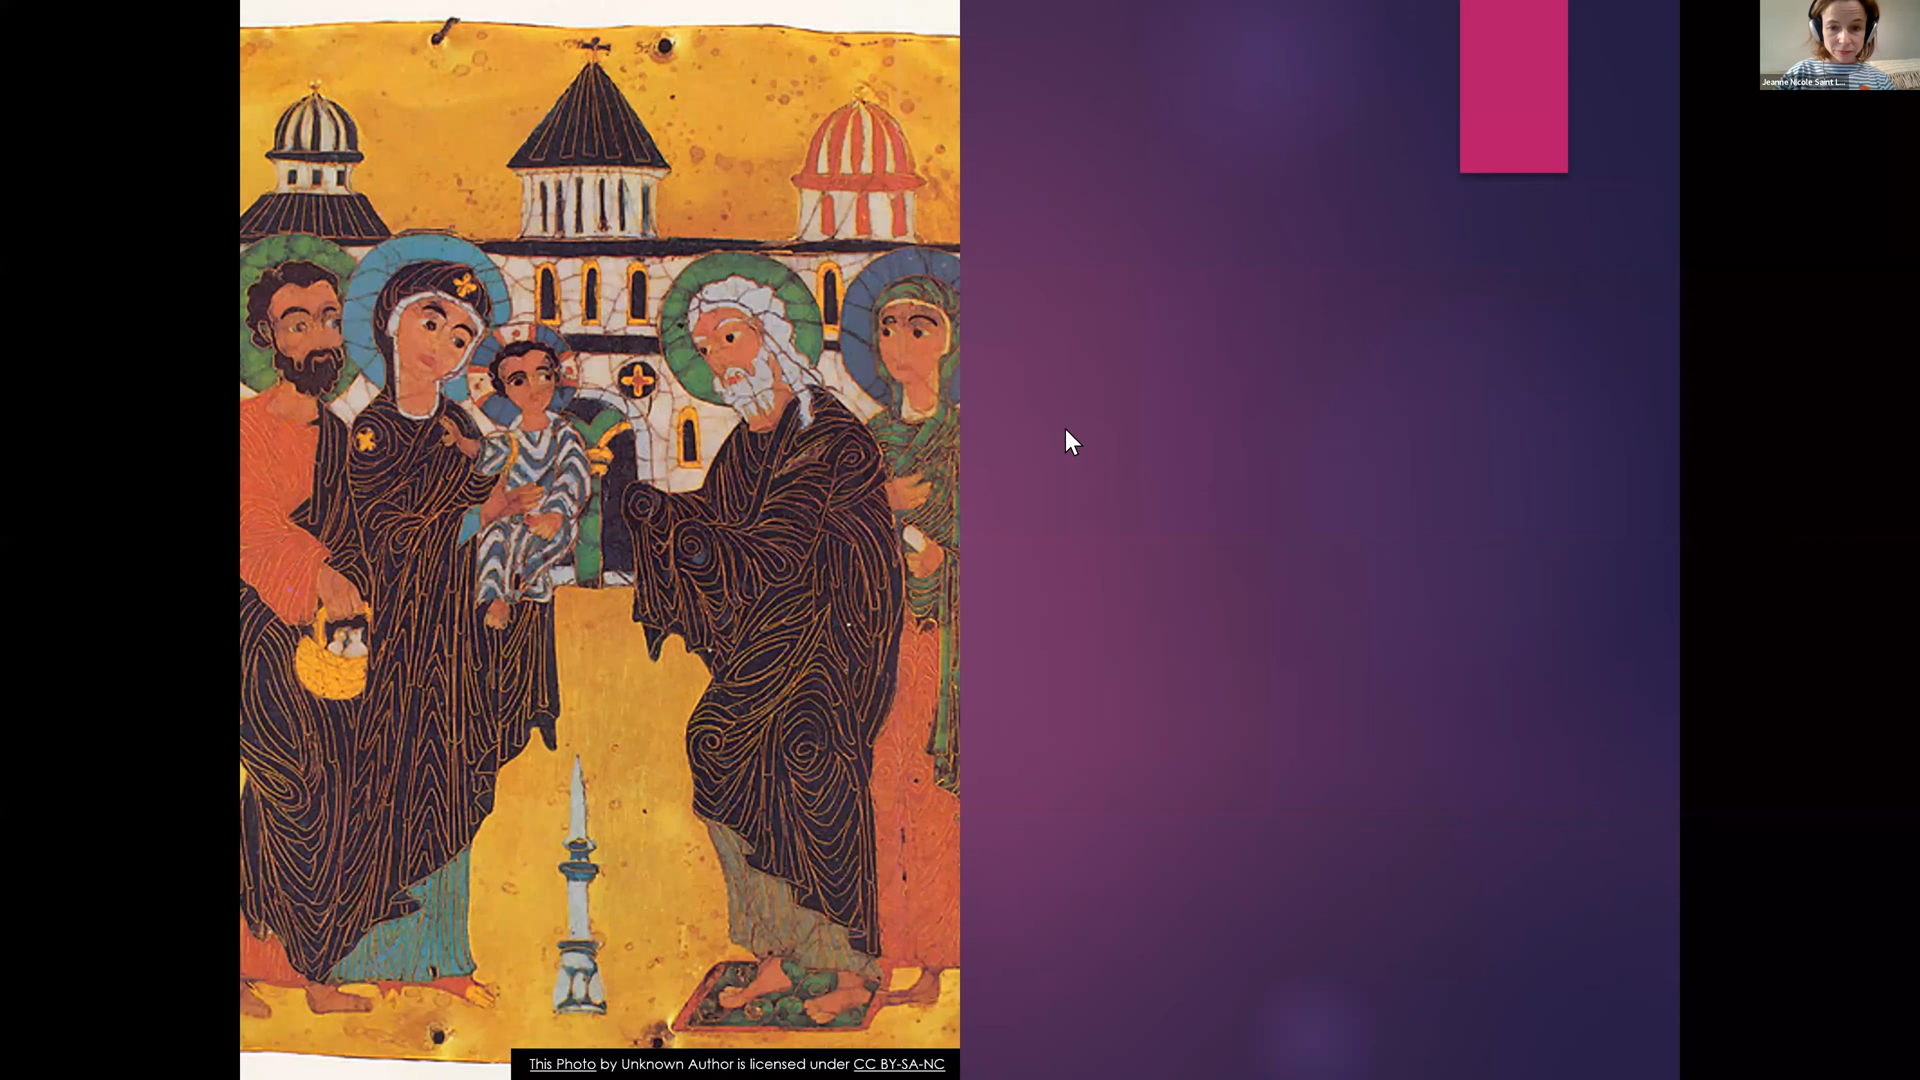 Jeanne Nicole Saint L...
This Photo by Unknown Author is licensed under CC BY-SA-NC